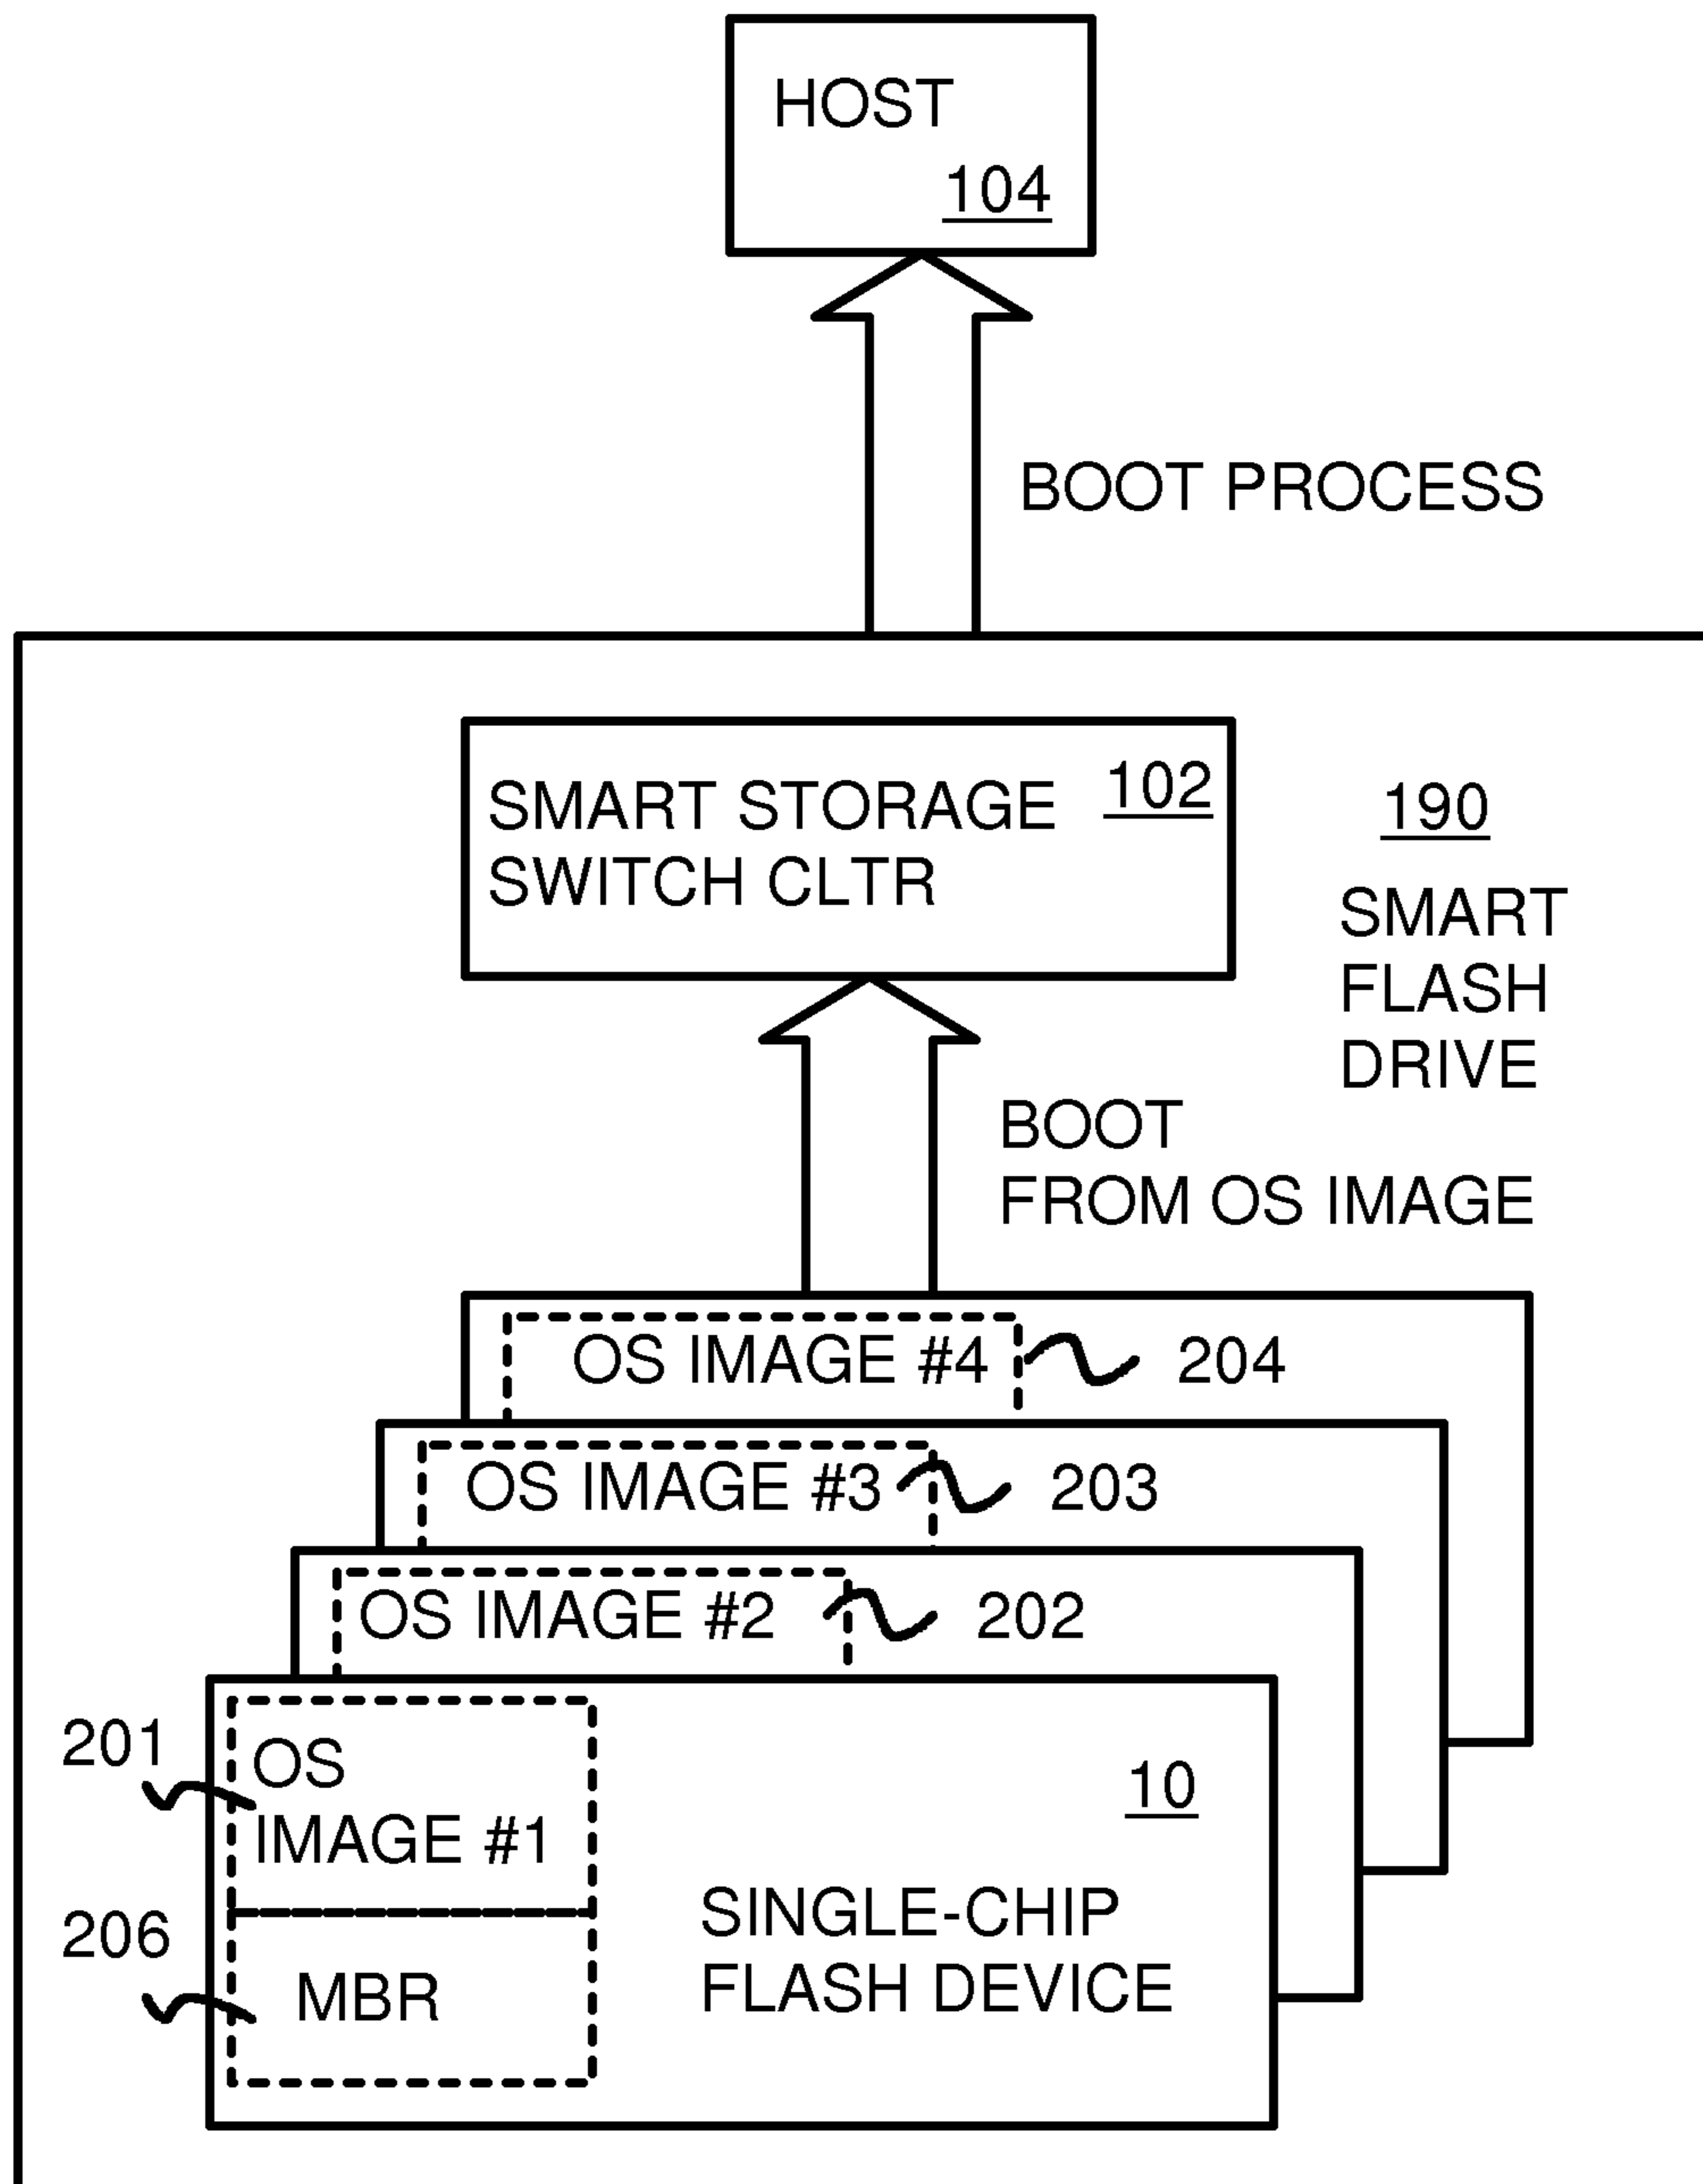 HOST
104
BOOT PROCESS
SMART STORAGE
SWITCH CLTR
102
190
SMART
FLASH
DRIVE
BOOT
FROM OS IMAGE
OS IMAGE #4
204
OS IMAGE #3
203
OS IMAGE #2
202
201
OS
IMAGE #1
206
MBR
10
SINGLE-CHIP
FLASH DEVICE